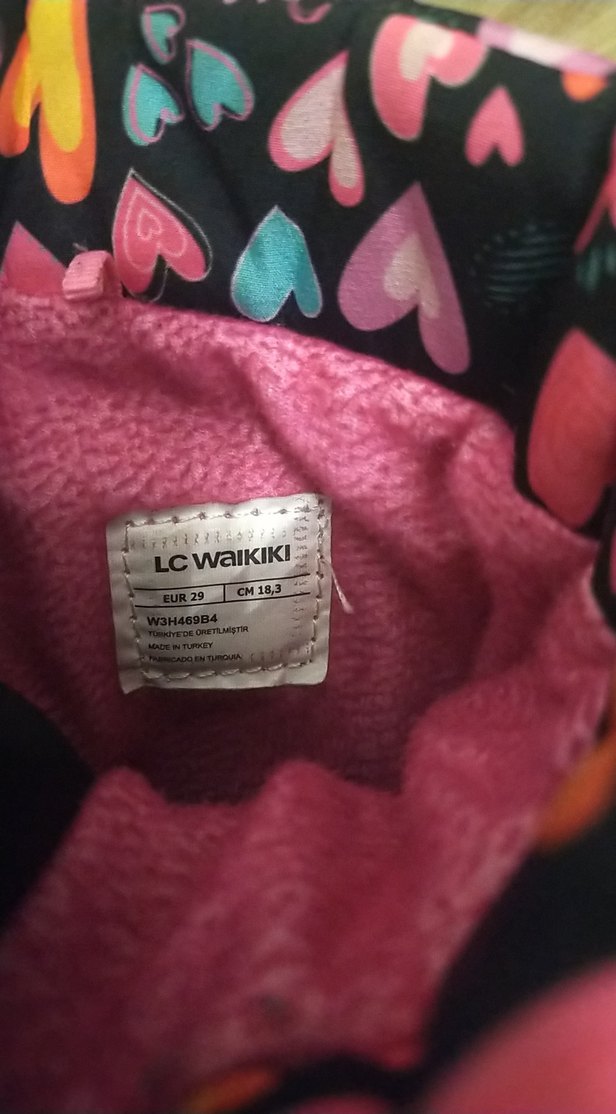 LC WAIKIKI
EUR 29 CM 18,3
W3H469B4
TÜRKİYE'DE ÜRETİLMİŞTİR
MADE IN TURKEY
FABRICADO EN TURQUIA